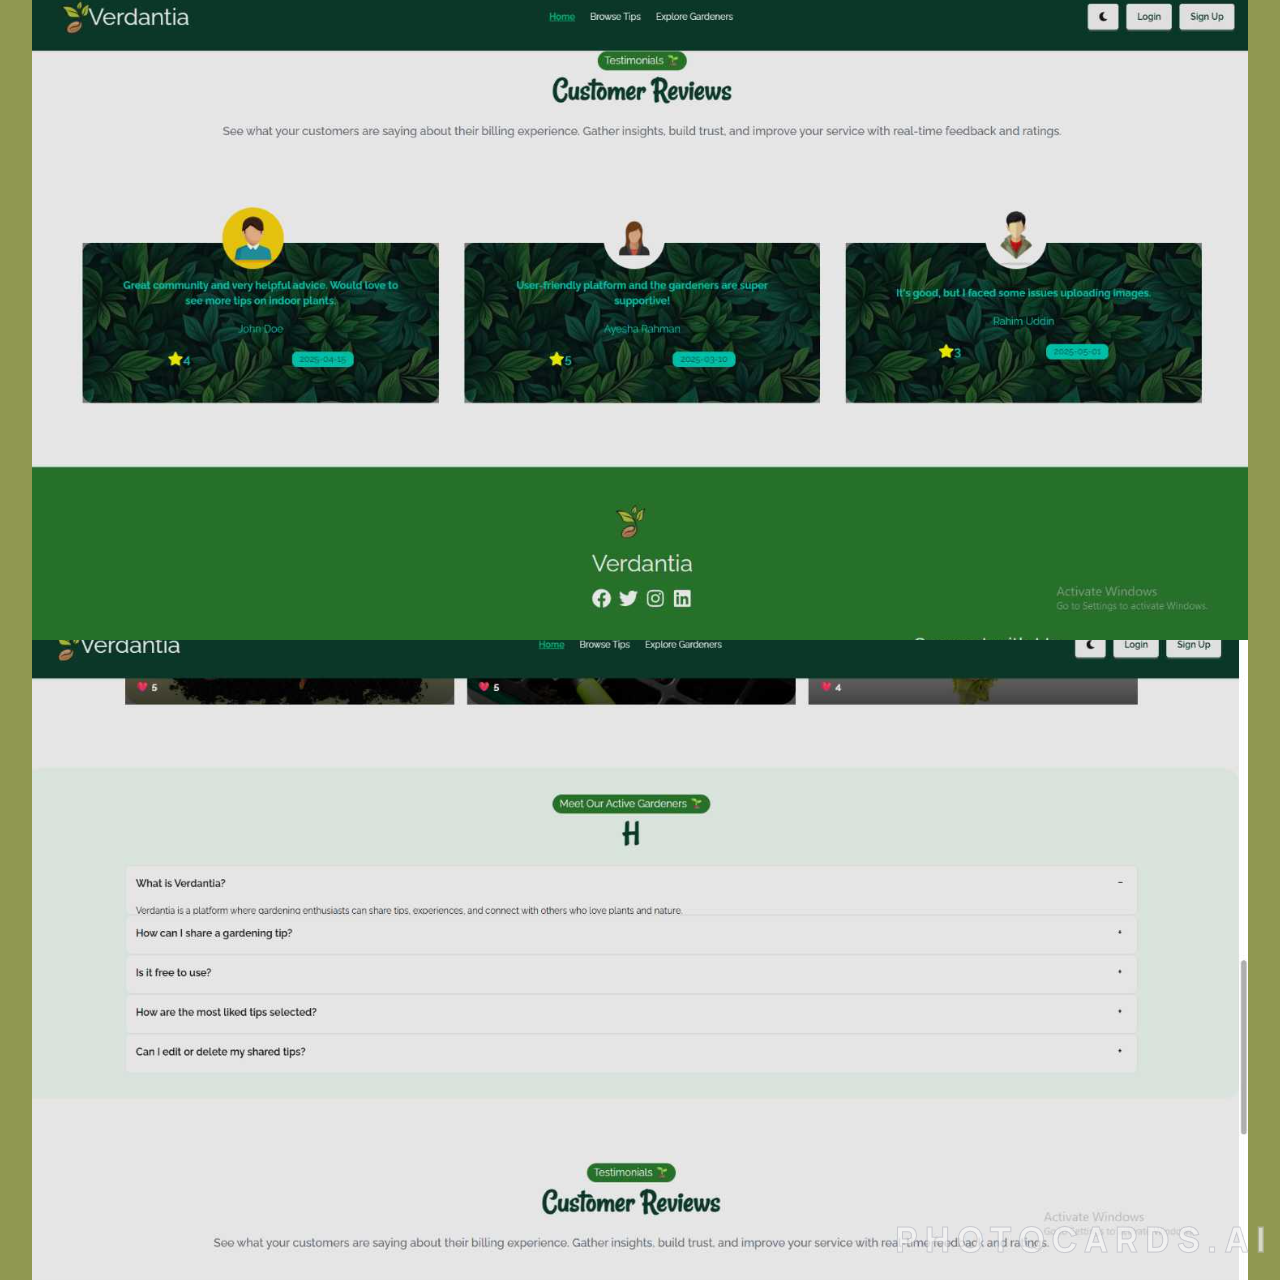 Verdantia
Home Browse Tips Explore Gardeners
Login Sign Up
Testimonials
Customer Reviews
See what your customers are saying about their billing experience. Gather insights, build trust, and improve your service with real-time feedback and ratings.
Great community and very helpful advice. Would love to
see more tips on indoor plants.
John Doe
4 2025-04-15
User-friendly platform and the gardeners are super
supportive!
Ayesha Rahman
5 2025-03-10
It's good, but I faced some issues uploading images.
Rahim Uddin
3 2025-05-01
Verdantia
Activate Windows
Go to Settings to activate Windows.
Verdantia
Home Browse Tips Explore Gardeners
Login Sign Up
5
5
4
Meet Our Active Gardeners
H
What is Verdantia? -
Verdantia is a platform where gardening enthusiasts can share tips, experiences, and connect with others who love plants and nature.
How can I share a gardening tip? +
Is it free to use? +
How are the most liked tips selected? +
Can I edit or delete my shared tips? +
Testimonials
Customer Reviews
Activate Windows
See what your customers are saying about their billing experience. Gather insights, build trust, and improve your service with real-time feedback and ratings.
PHOTOCARDS.AI